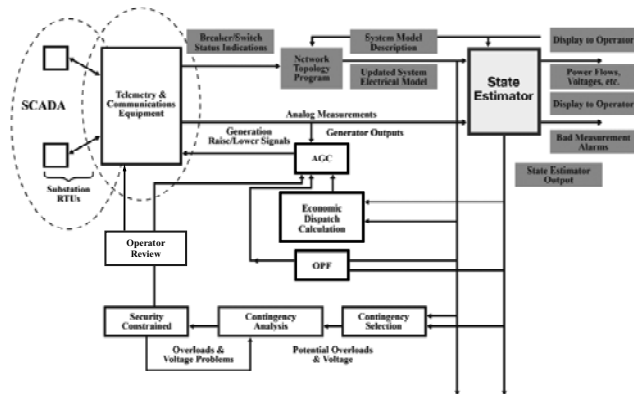 Breaker/Switch
Status Indications
System Model
Description
Display to Operator
SCADA
Telemetry &
Communications
Equipment
Network
Topology
Program
Updated System
Electrical Model
State
Estimator
Power Flows,
Voltages, etc.
Display to Operator
Analog Measurements
Generation
Raise/Lower Signals
Generator Outputs
Bad Measurement
Alarms
AGC
State Estimator
Output
Substation
RTUs
Economic
Dispatch
Calculation
Operator
Review
OPF
Security
Constrained
Contingency
Analysis
Contingency
Selection
Overloads &
Voltage Problems
Potential Overloads
& Voltage